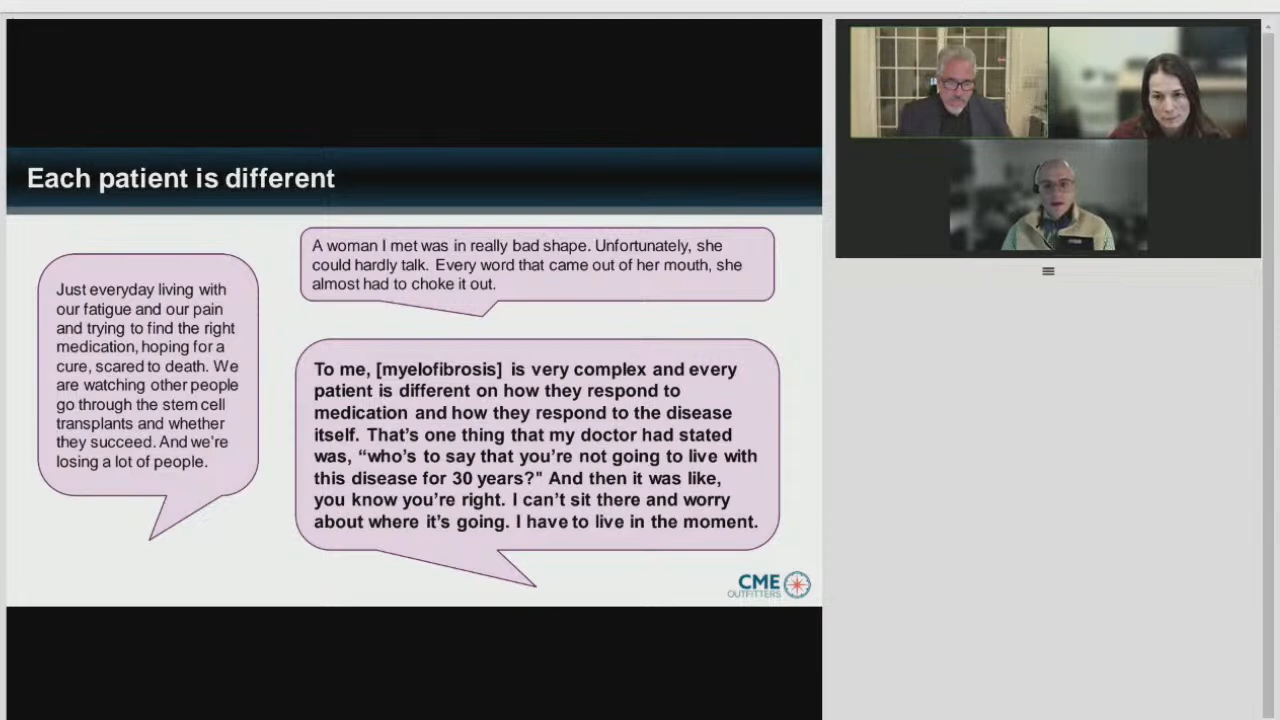 Each patient is different
Just everyday living with
our fatigue and our pain
and trying to find the right
medication, hoping for a
cure, scared to death. We
are watching other people
go through the stem cell
transplants and whether
they succeed. And we're
losing a lot of people.
A woman I met was in really bad shape. Unfortunately, she
could hardly talk. Every word that came out of her mouth, she
almost had to choke it out.
To me, [myelofibrosis] is very complex and every
patient is different on how they respond to
medication and how they respond to the disease
itself. That's one thing that my doctor had stated
was, “who's to say that you're not going to live with
this disease for 30 years?" And then it was like,
you know you're right. I can't sit there and worry
about where it's going. I have to live in the moment.
CME
OUTFITTERS